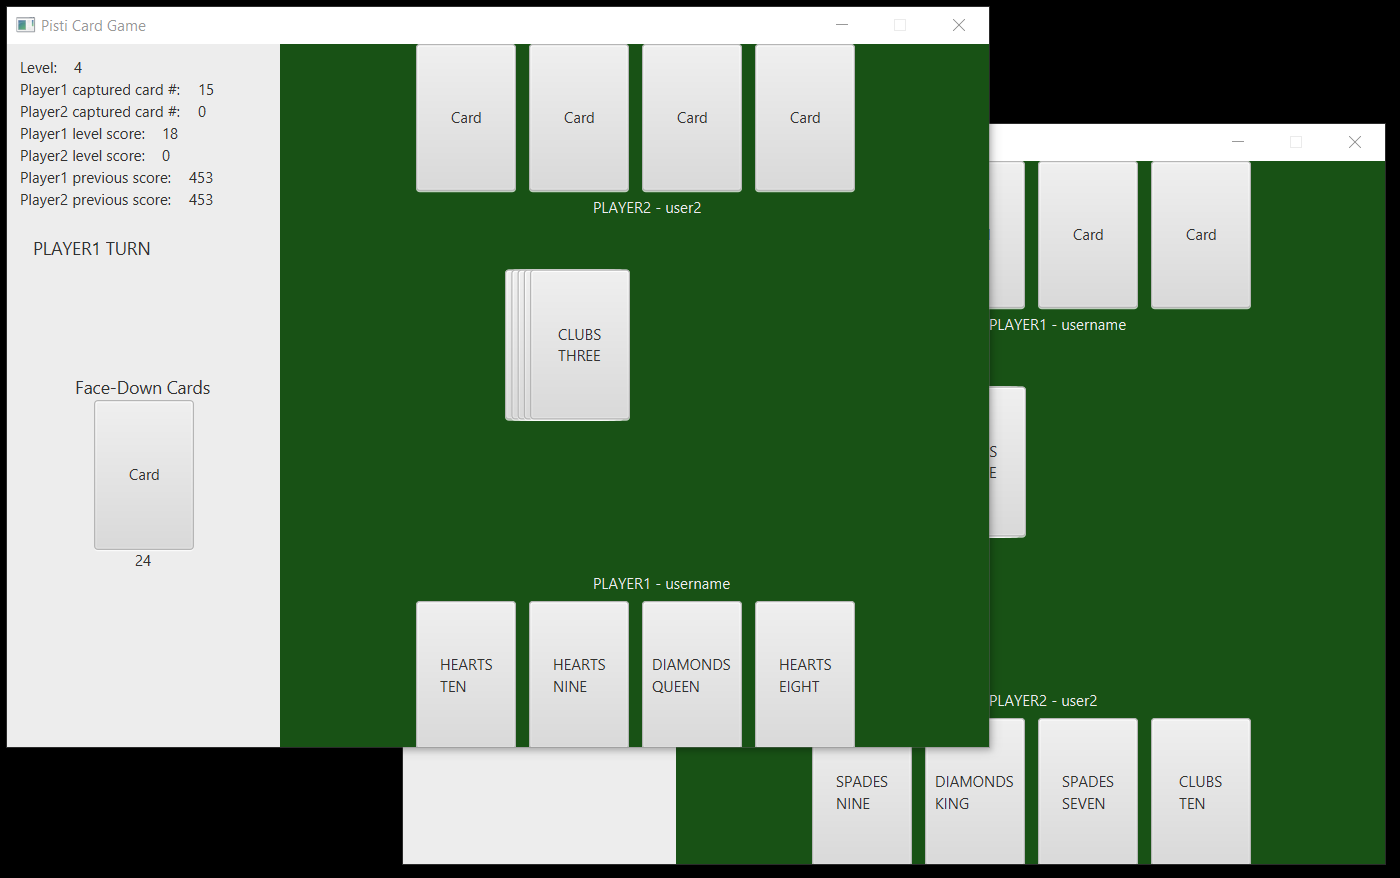 Pisti Card Game
Level: 4
Player1 captured card #: 15
Player2 captured card #: 0
Player1 level score: 18
Player2 level score: 0
Player1 previous score: 453
Player2 previous score: 453
PLAYER1 TURN
Face-Down Cards
Card
24
Card Card Card Card
PLAYER2 - user2
CLUBS
THREE
PLAYER1 - username
HEARTS
TEN
HEARTS
NINE
DIAMONDS
QUEEN
HEARTS
EIGHT
Card Card
PLAYER1 - username
S
E
PLAYER2 - user2
SPADES
NINE
DIAMONDS
KING
SPADES
SEVEN
CLUBS
TEN